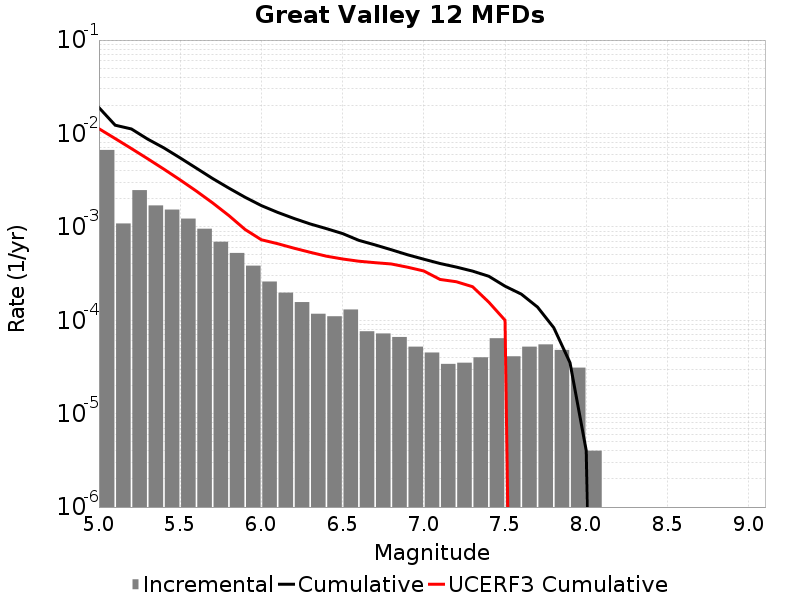 Great Valley 12 MFDs
10-1
10-2
10-3
10-4
10-5
10-6
Rate (1/yr)
5.0 5.5 6.0 6.5 7.0 7.5 8.0 8.5 9.0
Magnitude
Incremental Cumulative UCERF3 Cumulative